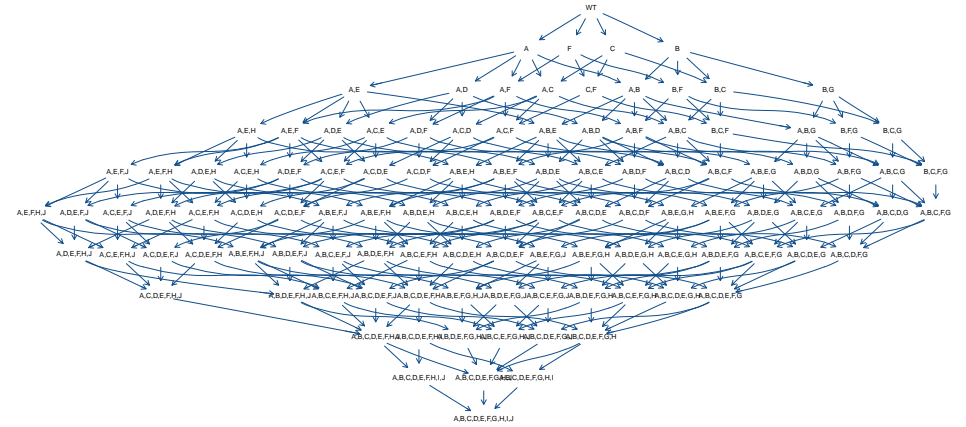 WT
A F C B
A,E A,D A,F A,C C,F A,B B,F B,C B,G
A,E,H A,E,F A,D,E A,C,E A,D,F A,C,D A,C,F A,B,E A,B,D A,B,F A,B,C B,C,F A,B,G B,F,G B,C,G
A,E,F,J A,E,F,H A,D,E,H A,C,E,H A,D,E,F A,C,E,F A,C,D,E A,C,D,F A,B,E,H A,B,E,F A,B,D,E A,B,C,E A,B,D,F A,B,C,D A,B,C,F A,B,E,G A,B,D,G A,B,F,G A,B,C,G B,C,F,G
A,E,F,H,J A,D,E,F,J A,C,E,F,J A,D,E,F,H A,C,E,F,H A,C,D,E,H A,C,D,E,F A,B,E,F,J A,B,E,F,H A,B,D,E,H A,B,C,E,H A,B,D,E,F A,B,C,E,F A,B,C,D,E A,B,C,D,F A,B,E,G,H A,B,E,F,G A,B,D,E,G A,B,C,E,G A,B,D,F,G A,B,C,D,G A,B,C,F,G
A,D,E,F,H,J A,C,E,F,H,J A,C,D,E,F,J A,C,D,E,F,H A,B,E,F,H,J A,B,D,E,F,J A,B,C,E,F,J A,B,D,E,F,H A,B,C,E,F,H A,B,C,D,E,H A,B,C,D,E,F A,B,E,F,G,J A,B,E,F,G,H A,B,D,E,G,H A,B,C,E,G,H A,B,D,E,F,G A,B,C,E,F,G A,B,C,D,E,G A,B,C,D,F,G
A,C,D,E,F,H,J A,B,D,E,F,H,J A,B,C,E,F,H,J A,B,C,D,E,F,J A,B,C,D,E,F,H A,B,E,F,G,H,J A,B,D,E,F,G,J A,B,C,E,F,G,J A,B,D,E,F,G,H A,B,C,E,F,G,H A,B,C,D,E,G,H A,B,C,D,E,F,G
A,B,C,D,E,F,G,H
A,B,C,D,E,F,H,I,J A,B,C,D,E,F,G,H,I
A,B,C,D,E,F,G,H,I,J